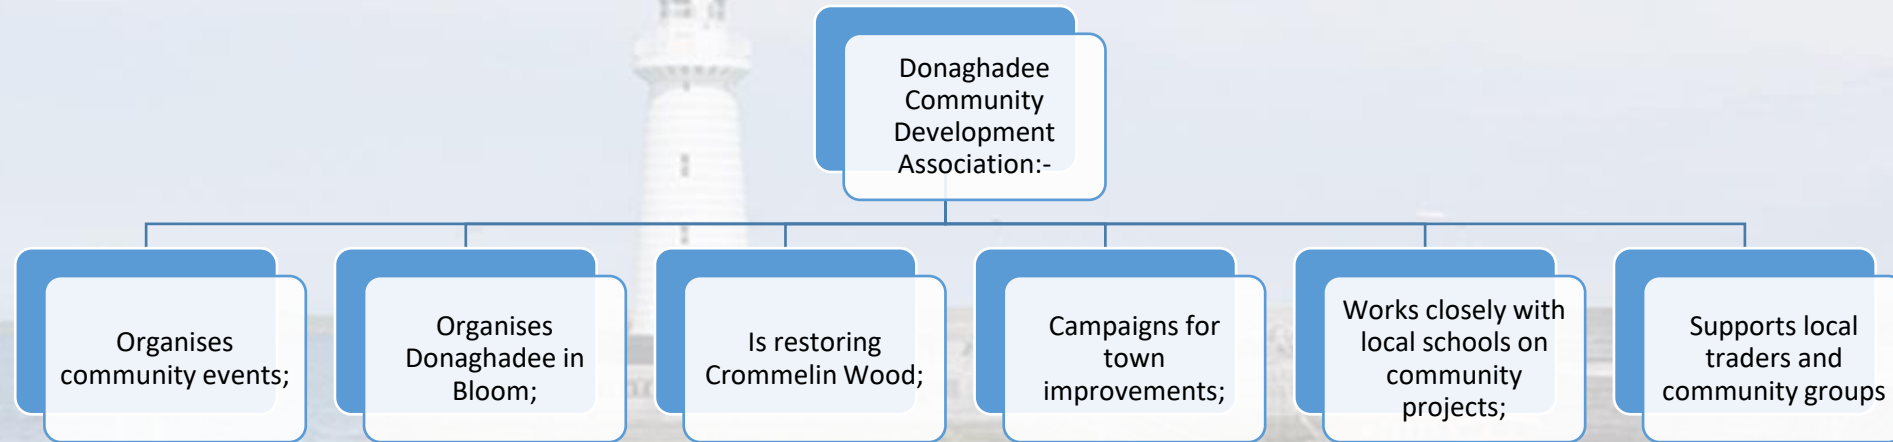 Donaghadee
Community
Development
Association:-
Organises
community events;
Organises
Donaghadee in
Bloom;
Is restoring
Crommelin Wood;
Campaigns for
town
improvements;
Works closely with
local schools on
community
projects;
Supports local
traders and
community groups